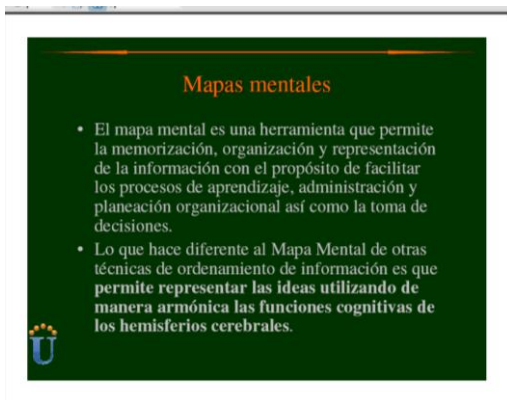 Mapas mentales
• El mapa mental es una herramienta que permite
la memorización, organización y representación
de la información con el propósito de facilitar
los procesos de aprendizaje, administración y
planeación organizacional así como la toma de
decisiones.
• Lo que hace diferente al Mapa Mental de otras
técnicas de ordenamiento de información es que
permite representar las ideas utilizando de
manera armónica las funciones cognitivas de
los hemisferios cerebrales.
U